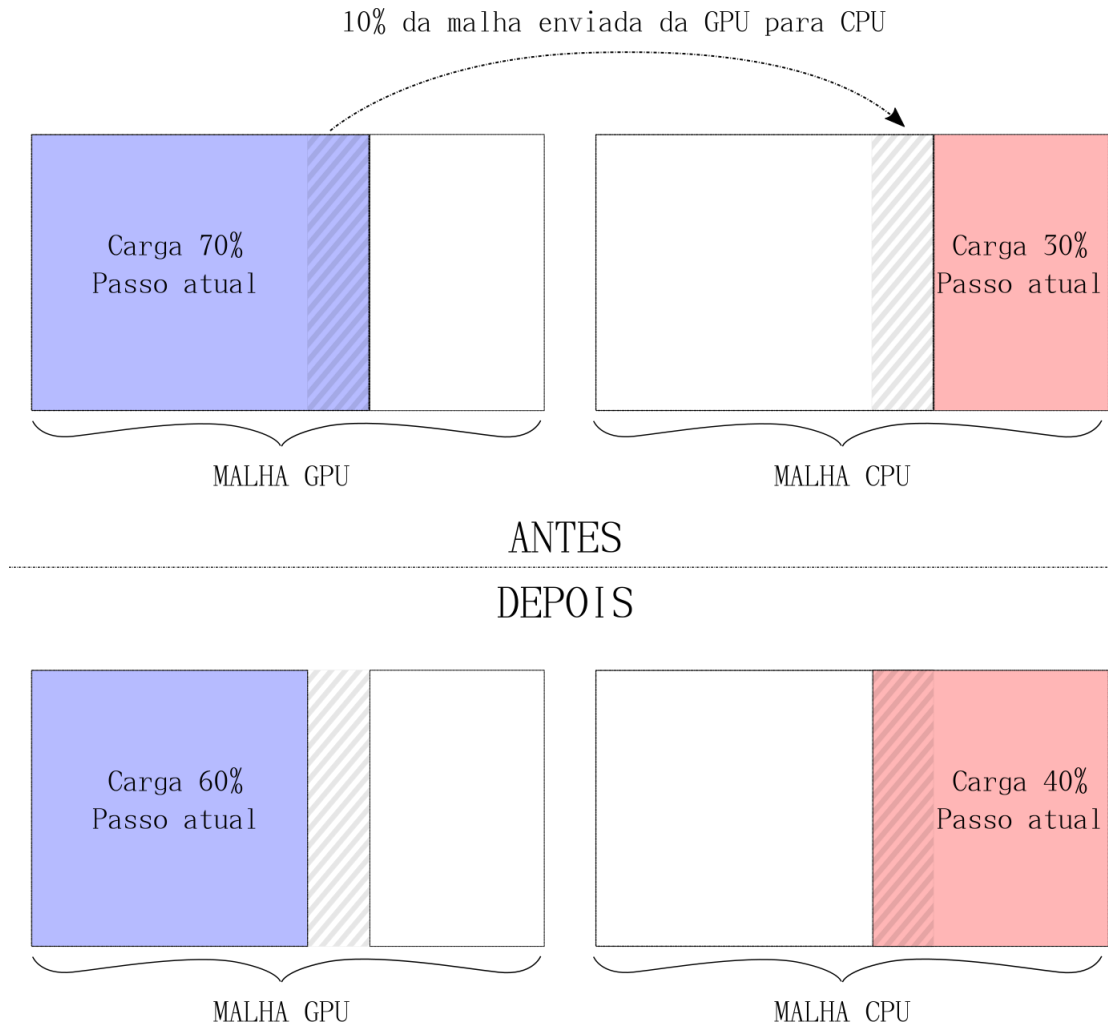 10% da malha enviada da GPU para CPU
Carga 70%
Passo atual
Carga 30%
Passo atual
MALHA GPU
MALHA CPU
ANTES
DEPOIS
Carga 60%
Passo atual
Carga 40%
Passo atual
MALHA GPU
MALHA CPU